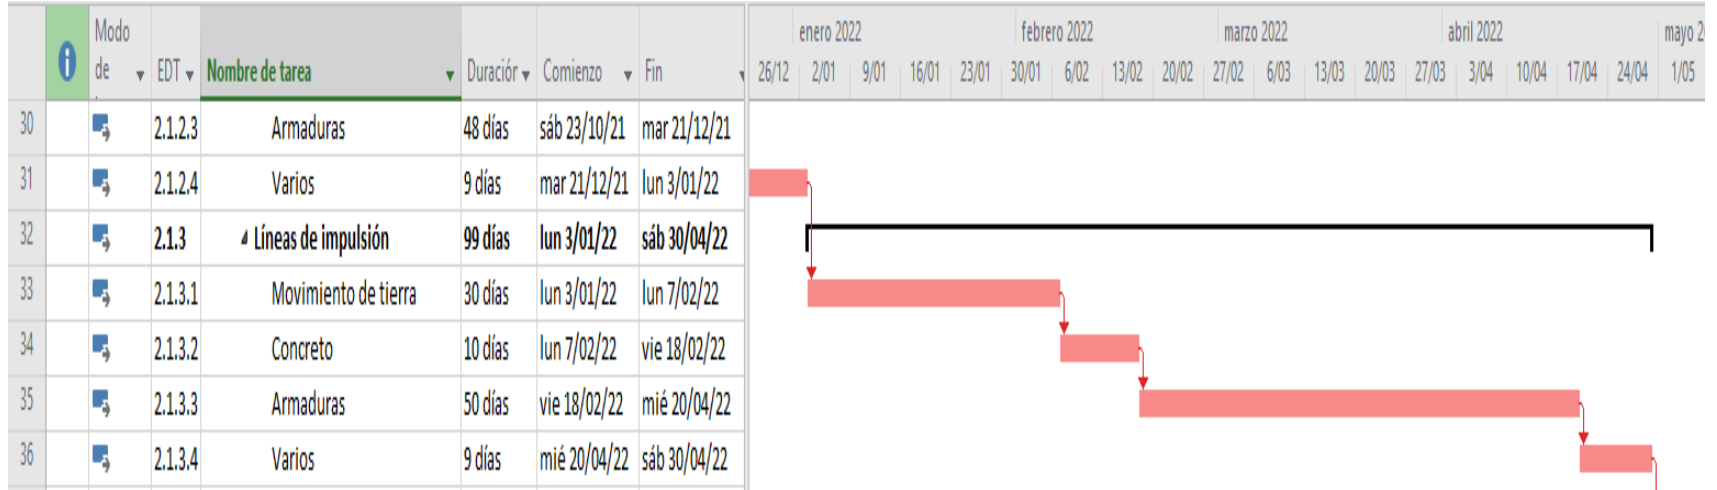 Modo de
EDT Nombre de tarea Duración Comienzo Fin
enero 2022 febrero 2022 marzo 2022 abril 2022 mayo 2
26/12 2/01 9/01 16/01 23/01 30/01 6/02 13/02 20/02 27/02 6/03 13/03 20/03 27/03 3/04 10/04 17/04 24/04 1/05
30 2.1.2.3 Armaduras 48 días sáb 23/10/21 mar 21/12/21
31 2.1.2.4 Varios 9 días mar 21/12/21 lun 3/01/22
32 2.1.3 Líneas de impulsión 99 días lun 3/01/22 sáb 30/04/22
33 2.1.3.1 Movimiento de tierra 30 días lun 3/01/22 lun 7/02/22
34 2.1.3.2 Concreto 10 días lun 7/02/22 vie 18/02/22
35 2.1.3.3 Armaduras 50 días vie 18/02/22 mié 20/04/22
36 2.1.3.4 Varios 9 días mié 20/04/22 sáb 30/04/22